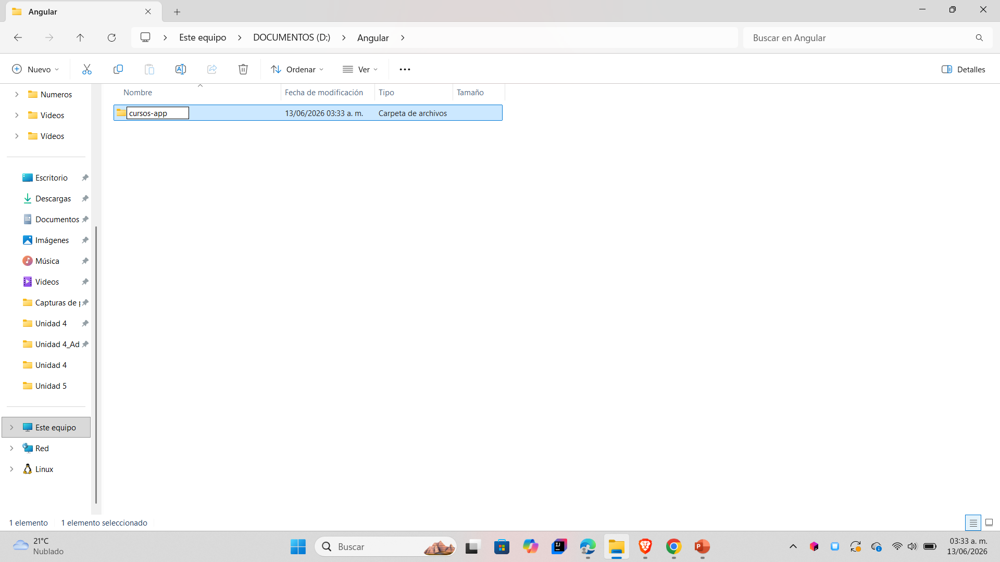 Angular
Este equipo
DOCUMENTOS (D:)
Angular
Buscar en Angular
Nuevo
Ordenar
Ver
Detalles
Numeros
Videos
Vídeos
Escritorio
Descargas
Documentos
Imágenes
Música
Videos
Capturas de p
Unidad 4
Unidad 4_Ad
Unidad 4
Unidad 5
Este equipo
Red
Linux
Nombre
Fecha de modificación
Tipo
Tamaño
cursos-app
13/06/2026 03:33 a. m.
Carpeta de archivos
1 elemento
1 elemento seleccionado
21°C
Nublado
Buscar
03:33 a. m.
13/06/2026